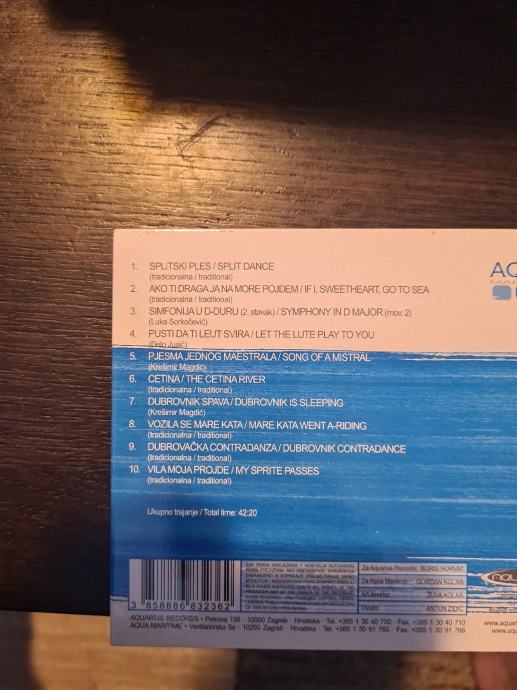 AQ
1. SPLITSKI PLES / SPLIT DANCE
(tradicionalna / traditional)
2. AKO TI DRAGA JA NA MORE POJDEM / IF I, SWEETHEART, GO TO SEA
(tradicionalna / traditional)
3. SIMFONIJA U D-DURU (2. stavak) / SYMPHONY IN D MAJOR (mov. 2)
(Luka Sorkočević)
4. PUSTI DA TI LEUT SVIRA / LET THE LUTE PLAY TO YOU
(Đelo Jusić)
5. PJESMA JEDNOG MAESTRALA / SONG OF A MISTRAL
(Krešimir Magdić)
6. CETINA / THE CETINA RIVER
(tradicionalna / traditional)
7. DUBROVNIK SPAVA / DUBROVNIK IS SLEEPING
(Krešimir Magdić)
8. VOZILA SE MARE KATA / MARE KATA WENT A-RIDING
(tradicionalna / traditional)
9. DUBROVAČKA CONTRADANZA / DUBROVNIK CONTRADANCE
(tradicionalna / traditional)
10. VILA MOJA PROJDE / MY SPRITE PASSES
(tradicionalna / traditional)
Ukupno trajanje / Total time: 42:20
Za Aquarius Records: BORIS HORVAT
Za Aqua Maritime: GORDAN KOLAK
Art direktor: ŽUVA KOLAK
Dizajn: ANTUN ZIDIĆ
3 858886 832362
AQUARIUS RECORDS • Petrova 138 - 10000 Zagreb - Hrvatska - Tel. +385 1 30 40 700 - Fax. +385 1 30 40 710
AQUA MARITIME • Ventilatorska 5a - 10250 Zagreb - Hrvatska - Tel. +385 1 30 91 765 - Fax. +385 1 30 91 766